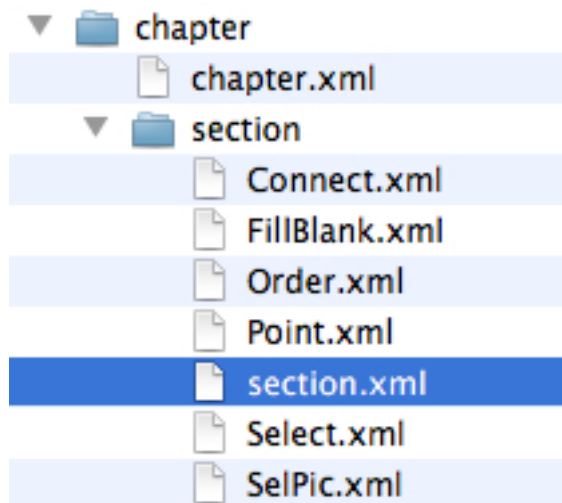 chapter
chapter.xml
section
Connect.xml
FillBlank.xml
Order.xml
Point.xml
section.xml
Select.xml
SelPic.xml